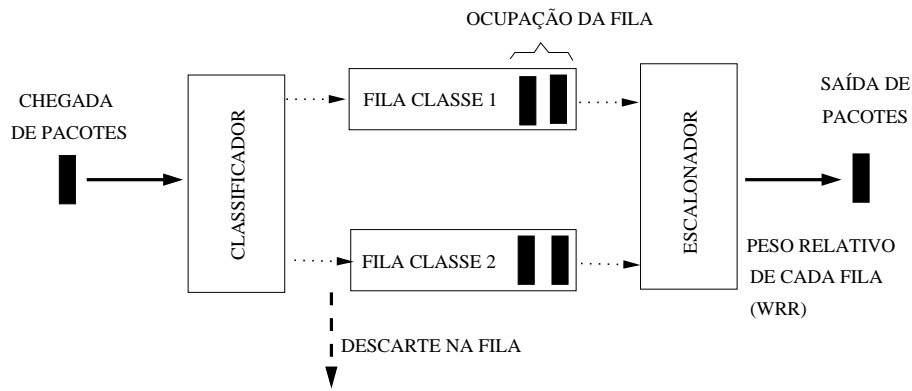 OCUPAÇÃO DA FILA
CHEGADA
DE PACOTES
CLASSIFICADOR
FILA CLASSE 1
FILA CLASSE 2
DESCARTE NA FILA
ESCALONADOR
SAÍDA DE
PACOTES
PESO RELATIVO
DE CADA FILA
(WRR)